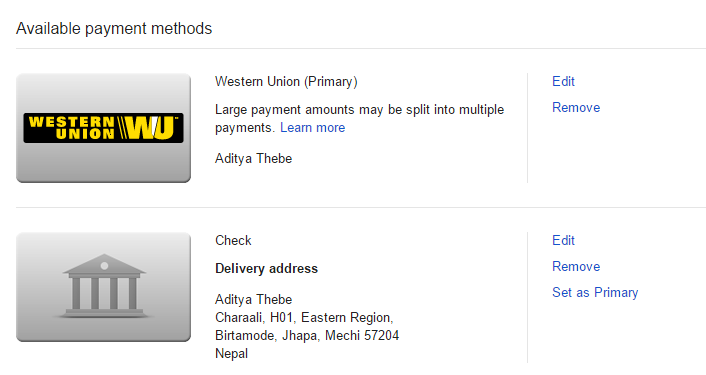 Available payment methods
WESTERN
UNION
WU
Western Union (Primary)
Large payment amounts may be split into multiple
payments. Learn more
Aditya Thebe
Edit
Remove
Check
Delivery address
Aditya Thebe
Charaali, H01, Eastern Region,
Birtamode, Jhapa, Mechi 57204
Nepal
Edit
Remove
Set as Primary